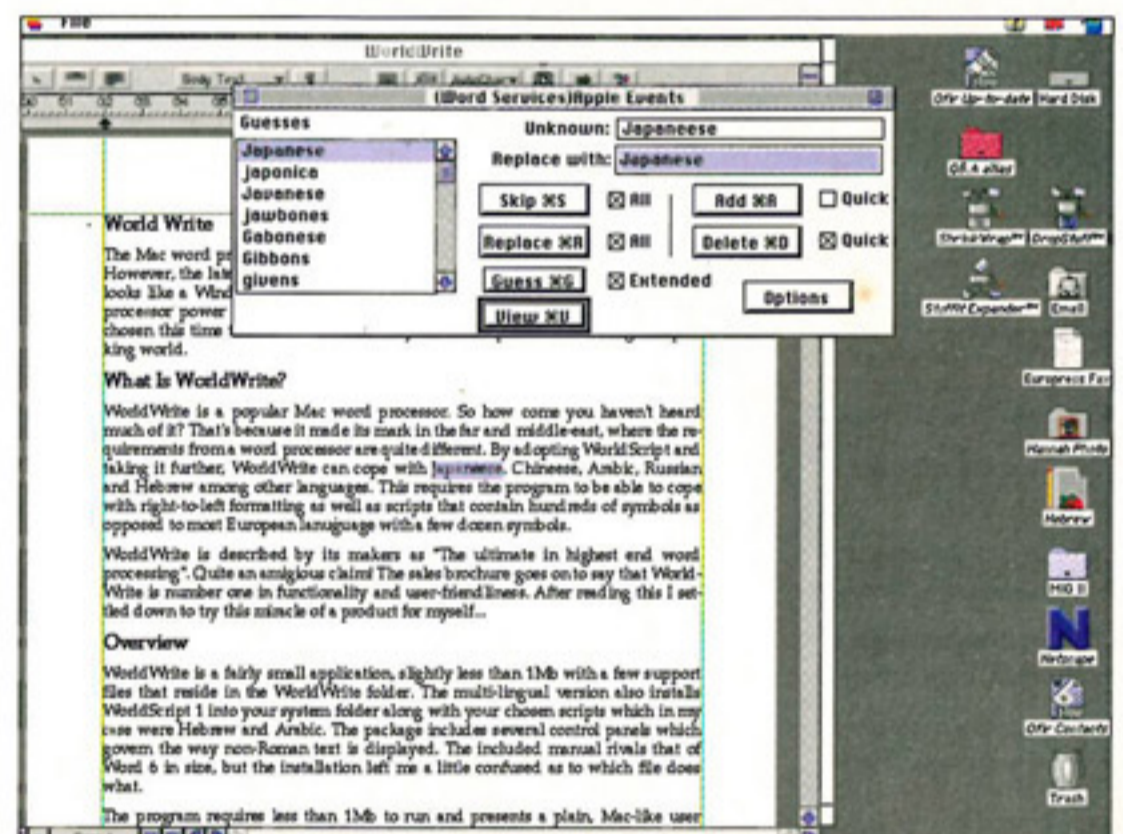 File
WorldWrite
Body Text
(Word Services)Apple Events
Guesses
Japanese
japonica
Javanese
jawbones
Gabonese
Gibbons
givens
Unknown: Japaneese
Replace with: Japanese
Skip ⌘S All Add ⌘A Quick
Replace ⌘R All Delete ⌘D Quick
Guess ⌘G Extended
Options
View ⌘V
World Write
The Mac word
However, the
looks like a
processor power
chosen this time
king world.
What Is WorldWrite?
WorldWrite is a popular Mac word processor. So how come you haven't heard
much of it? That's because it made its mark in the far and middle-east, where the re-
quirements from a word processor are quite different. By adopting WorldScript and
taking it further, WorldWrite can cope with Japaneese, Chineese, Arabic, Russian
and Hebrew among other languages. This requires the program to be able to cope
with right-to-left formatting as well as scripts that contain hundreds of symbols as
opposed to most European lanuguage with a few dozen symbols.
WorldWrite is described by its makers as "The ultimate in highest end word
processing". Quite an amigious claim! The sales brochure goes on to say that World-
Write is number one in functionality and user-friendliness. After reading this I set-
tled down to try this miracle of a product for myself...
Overview
WorldWrite is a fairly small application, slightly less than 1Mb with a few support
files that reside in the WorldWrite folder. The multi-lingual version also installs
WorldScript 1 into your system folder along with your chosen scripts which in my
case were Hebrew and Arabic. The package includes several control panels which
govern the way non-Roman text is displayed. The included manual rivals that of
Word 6 in size, but the installation left me a little confused as to which file does
what.
The program requires less than 1Mb to run and presents a plain, Mac-like user
Ofir Up-to-date
Hard Disk
Ofir alias
ShrinkWrap™
DropStuff™
StuffIt Expander™
Email
Europress Fax
Hannah Photo
Hebrew
MIO II
Netscape
Ofir Contacts
Trash